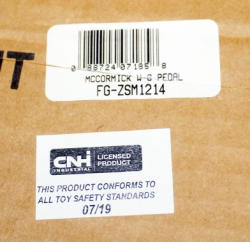 0 88724 07185 8
McCORMICK W-6 PEDAL
FG-ZSM1214
CNH
INDUSTRIAL
LICENSED
PRODUCT
THIS PRODUCT CONFORMS TO
ALL TOY SAFETY STANDARDS
07/19